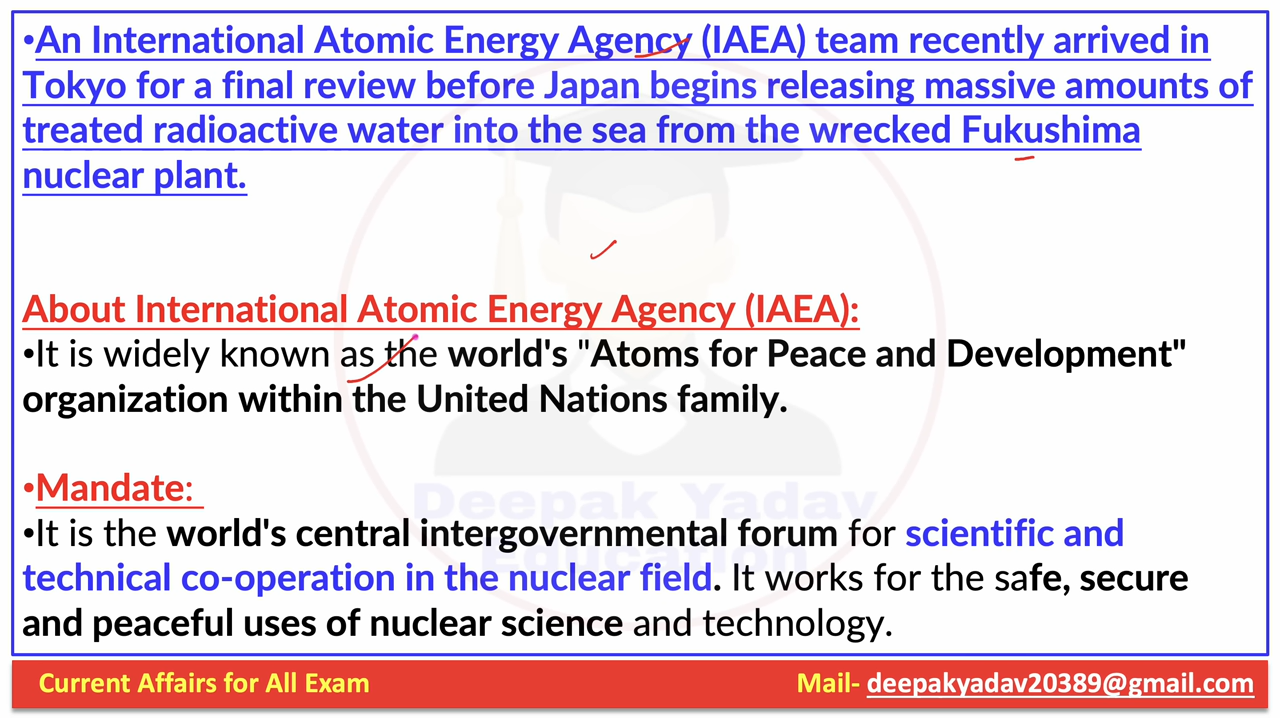 •An International Atomic Energy Agency (IAEA) team recently arrived in
Tokyo for a final review before Japan begins releasing massive amounts of
treated radioactive water into the sea from the wrecked Fukushima
nuclear plant.
About International Atomic Energy Agency (IAEA):
•It is widely known as the world's "Atoms for Peace and Development"
organization within the United Nations family.
•Mandate:
Deepak Yadav
•It is the world's central intergovernmental forum for scientific and
Education
technical co-operation in the nuclear field. It works for the safe, secure
and peaceful uses of nuclear science and technology.
Current Affairs for All Exam
Mail- deepakyadav20389@gmail.com